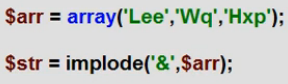 $arr = array('Lee','Wq','Hxp');
$str = implode('&',$arr);